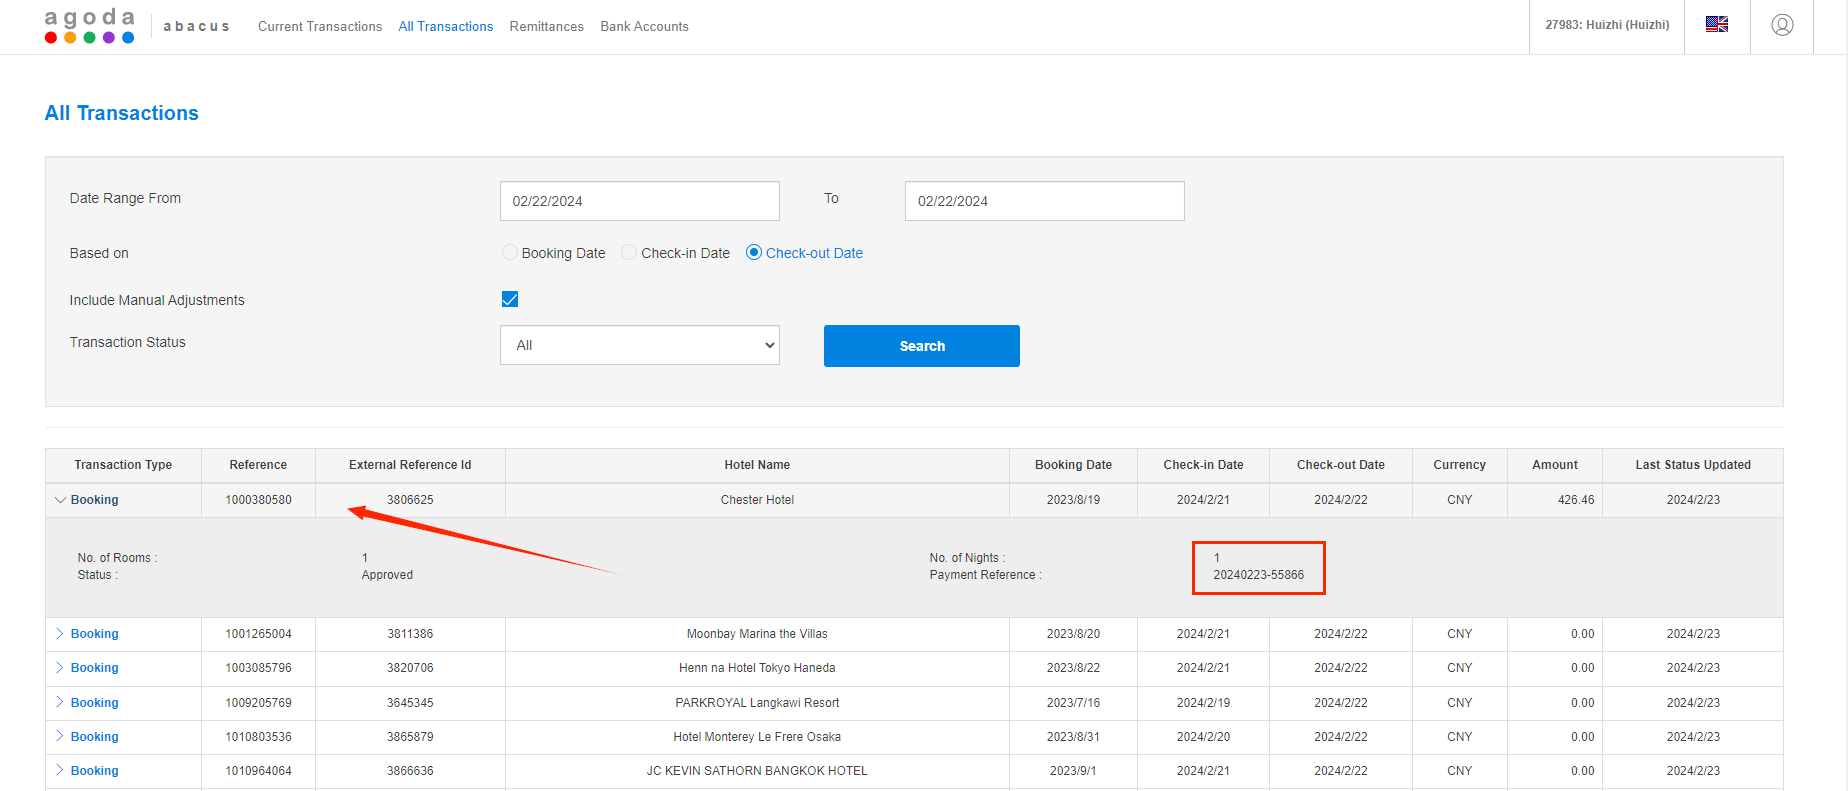 agoda abacus Current Transactions All Transactions Remittances Bank Accounts 27983: Huizhi (Huizhi)
All Transactions
Date Range From 02/22/2024 To 02/22/2024
Based on Booking Date Check-in Date Check-out Date
Include Manual Adjustments
Transaction Status All Search
Transaction Type Reference External Reference Id Hotel Name Booking Date Check-in Date Check-out Date Currency Amount Last Status Updated
Booking 1000380580 3806625 Chester Hotel 2023/8/19 2024/2/21 2024/2/22 CNY 426.46 2024/2/23
No. of Rooms : 1 No. of Nights : 1
Status : Approved Payment Reference : 20240223-55866
Booking 1001265004 3811386 Moonbay Marina the Villas 2023/8/20 2024/2/21 2024/2/22 CNY 0.00 2024/2/23
Booking 1003085796 3820706 Henn na Hotel Tokyo Haneda 2023/8/22 2024/2/21 2024/2/22 CNY 0.00 2024/2/23
Booking 1009205769 3645345 PARKROYAL Langkawi Resort 2023/7/16 2024/2/19 2024/2/22 CNY 0.00 2024/2/23
Booking 1010803536 3865879 Hotel Monterey Le Frere Osaka 2023/8/31 2024/2/20 2024/2/22 CNY 0.00 2024/2/23
Booking 1010964064 3866636 JC KEVIN SATHORN BANGKOK HOTEL 2023/9/1 2024/2/21 2024/2/22 CNY 0.00 2024/2/23